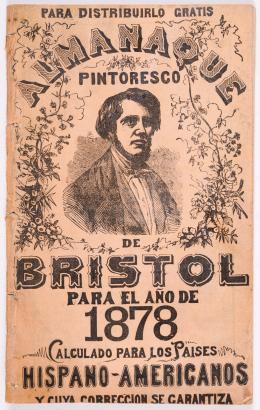 PARA DISTRIBUIRLO GRATIS
ALMANAQUE
PINTORESCO
DE
BRISTOL
PARA EL AÑO DE
1878
CALCULADO PARA LOS PAISES
HISPANO-AMERICANOS
Y CUYA CORRECCION SE GARANTIZA